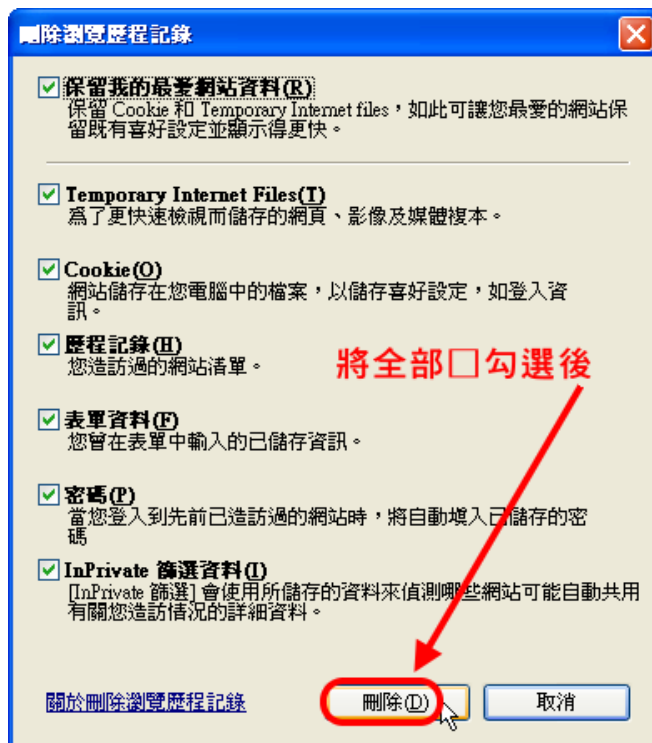 刪除瀏覽歷程記錄
保留我的最愛網站資料(R)
保留 Cookie 和 Temporary Internet files，如此可讓您最愛的網站保
留既有喜好設定並顯示得更快。
Temporary Internet Files(T)
為了更快速檢視而儲存的網頁、影像及媒體複本。
Cookie(O)
網站儲存在您電腦中的檔案，以儲存喜好設定，如登入資
訊。
歷程記錄(H)
您造訪過的網站清單。
將全部□勾選後
表單資料(F)
您曾在表單中輸入的已儲存資訊。
密碼(P)
當您登入到先前已造訪過的網站時，將自動填入已儲存的密
碼
InPrivate 篩選資料(I)
[InPrivate 篩選] 會使用所儲存的資料來偵測哪些網站可能自動共用
有關您造訪情況的詳細資料。
關於刪除瀏覽歷程記錄
刪除(D)
取消